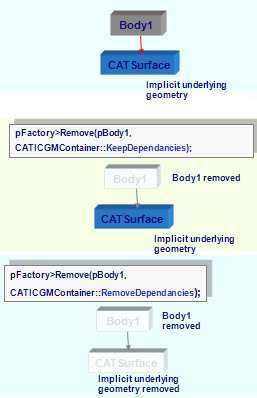 Body1
CATSurface
Implicit underlying
geometry
pFactory>Remove(pBody1,
CATICGMContainer::KeepDependancies);
Body1
Body1 removed
CATSurface
Implicit underlying
geometry
pFactory>Remove(pBody1,
CATICGMContainer::RemoveDependancies);
Body1
Body1
removed
CATSurface
Implicit underlying
geometry removed